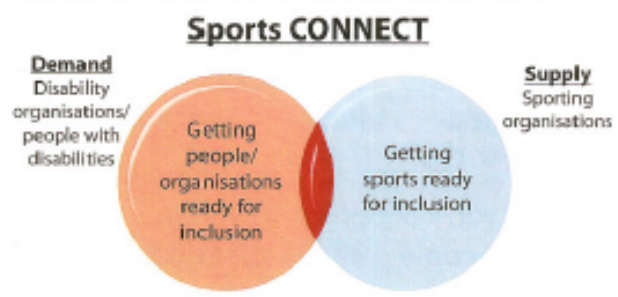 Sports CONNECT
Demand
Disability
organisations/
people with
disabilities
Getting
people/
organisations
ready for
inclusion
Getting
sports ready
for inclusion
Supply
Sporting
organisations